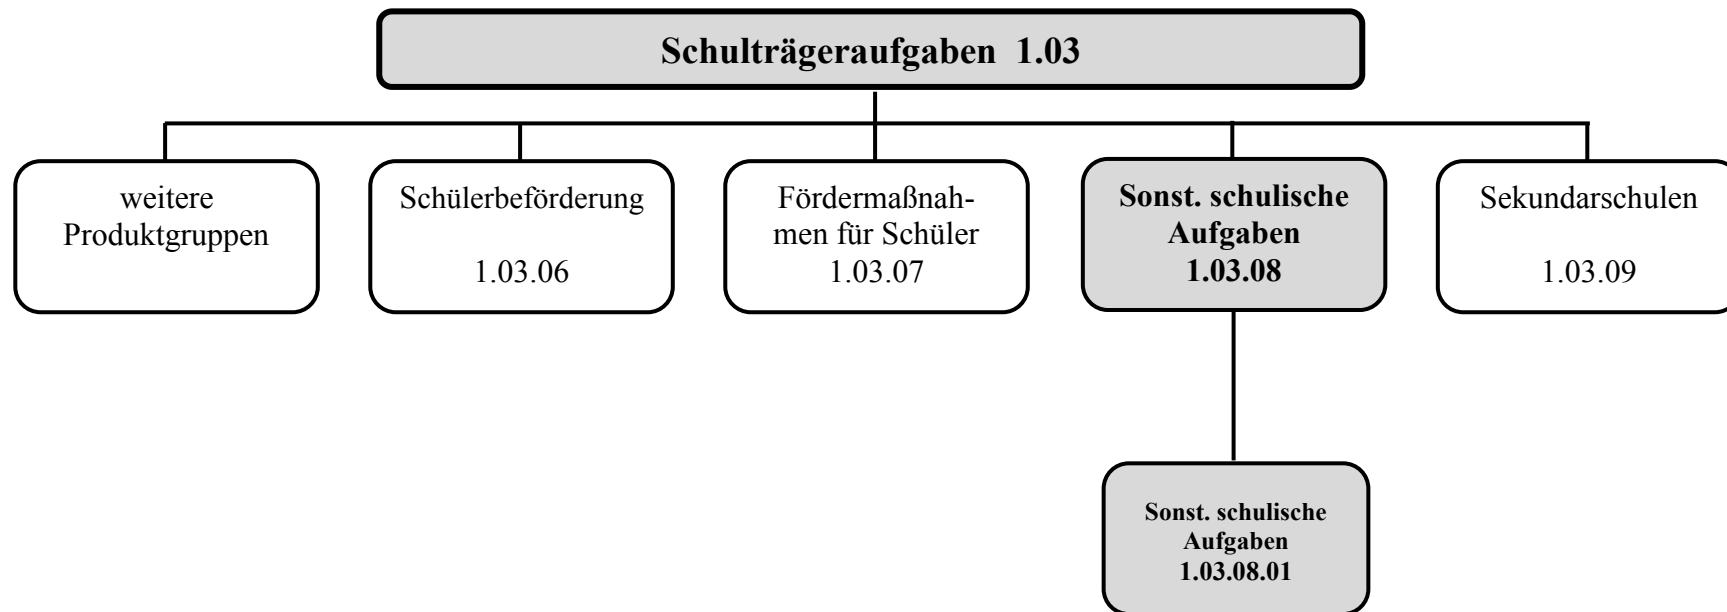 Schulträgeraufgaben 1.03
weitere
Produktgruppen
Schülerbeförderung
1.03.06
Fördermaßnah-
men für Schüler
1.03.07
Sonst. schulische
Aufgaben
1.03.08
Sekundarschulen
1.03.09
Sonst. schulische
Aufgaben
1.03.08.01